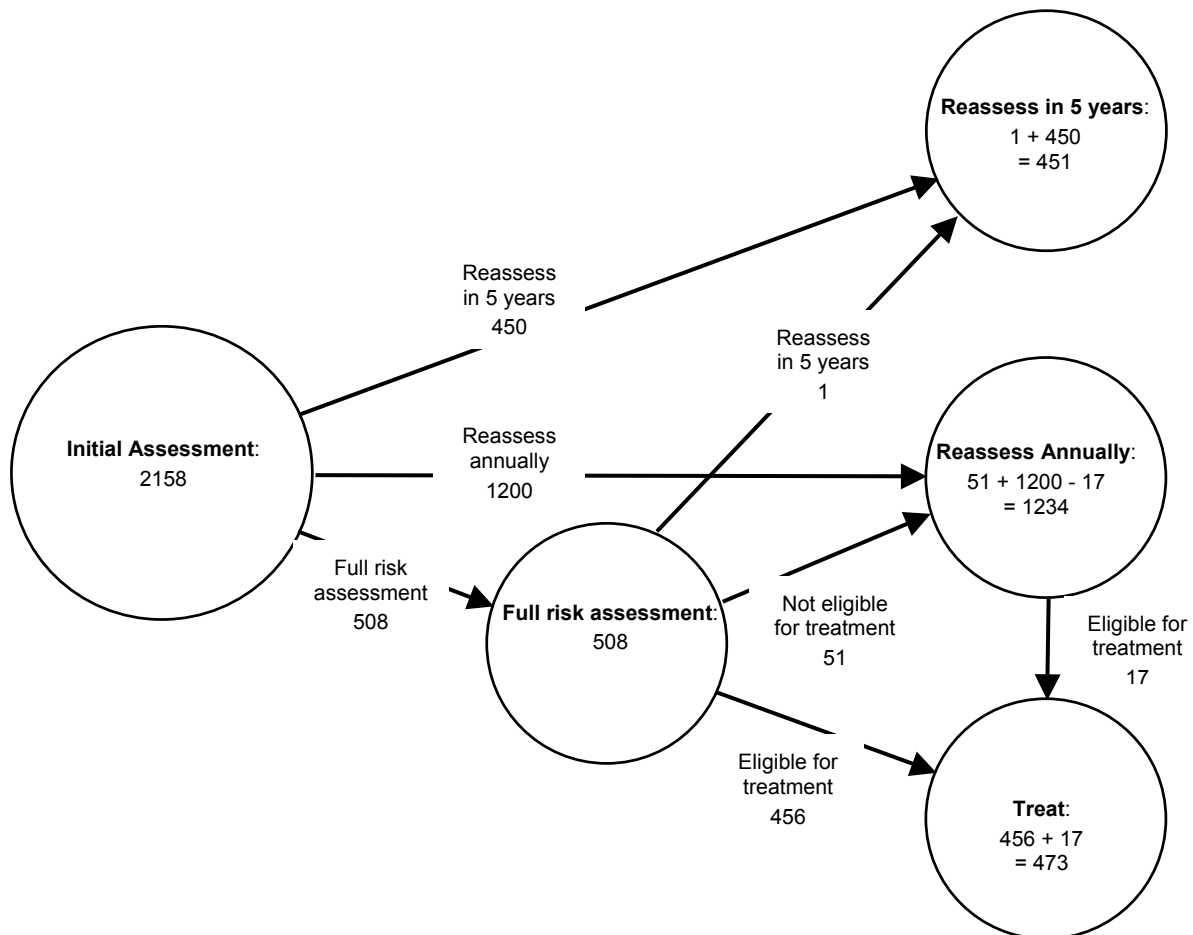 Reassess in 5 years:
1 + 450
= 451
Reassess
in 5 years
450
Reassess
in 5 years
1
Initial Assessment:
2158
Reassess
annually
1200
Reassess Annually:
51 + 1200 - 17
= 1234
Full risk
assessment
508
Full risk assessment:
508
Not eligible
for treatment
51
Eligible for
treatment
17
Eligible for
treatment
456
Treat:
456 + 17
= 473